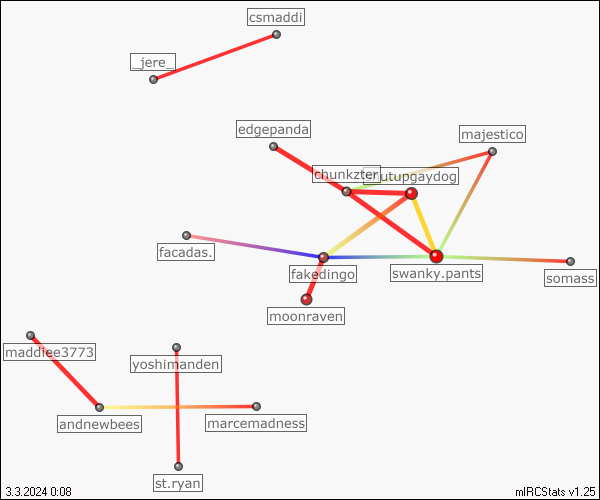 csmaddi
_jere_
edgepanda
majestico
chunkzter
facadas.
fakedingo
swanky.pants
somass
moonraven
maddiee3773
yoshimanden
andnewbees
marcemadness
st.ryan
3.3.2024 0:08
mIRCStats v1.25